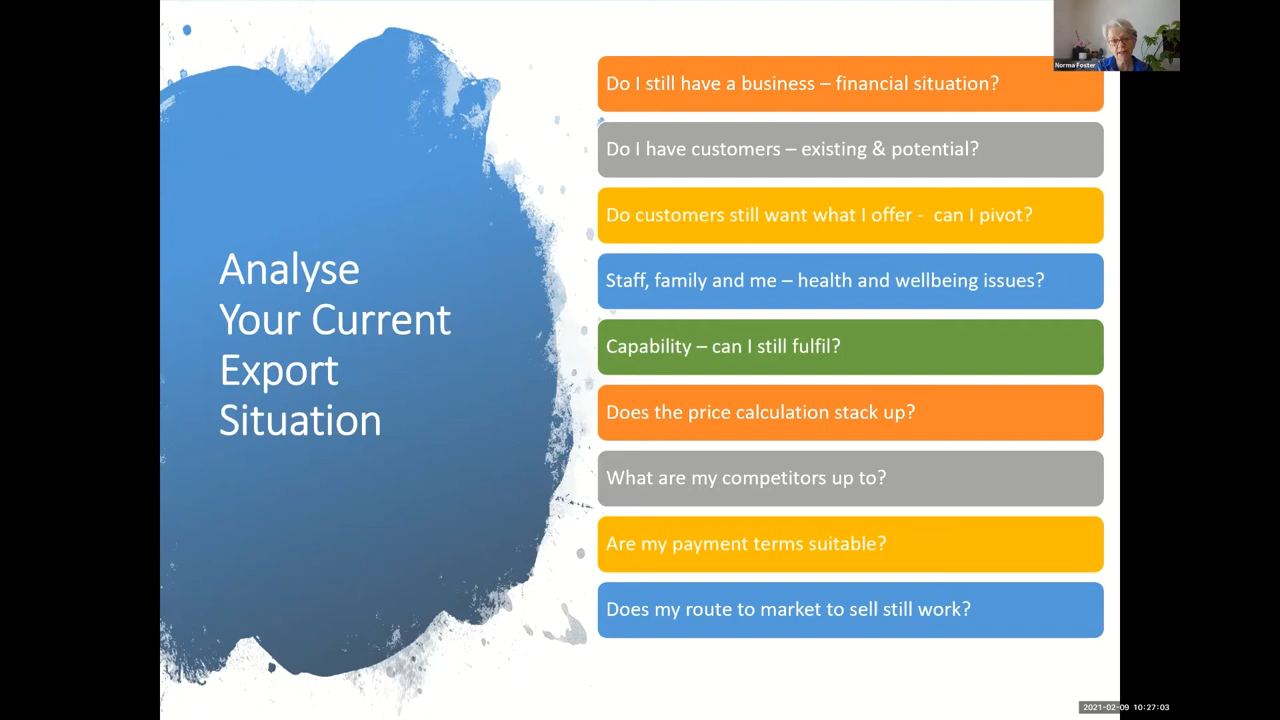 Norma Foster
Do I still have a business – financial situation?
Do I have customers – existing & potential?
Do customers still want what I offer -  can I pivot?
Analyse
Your Current
Export
Situation
Staff, family and me – health and wellbeing issues?
Capability – can I still fulfil?
Does the price calculation stack up?
What are my competitors up to?
Are my payment terms suitable?
Does my route to market to sell still work?
2021-02-09 10:27:03